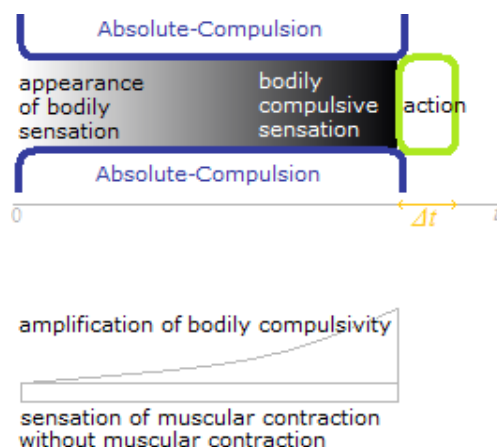 Absolute-Compulsion
appearance
of bodily
sensation
bodily
compulsive
sensation
action
Absolute-Compulsion
0
Δt
t
amplification of bodily compulsivity
sensation of muscular contraction
without muscular contraction